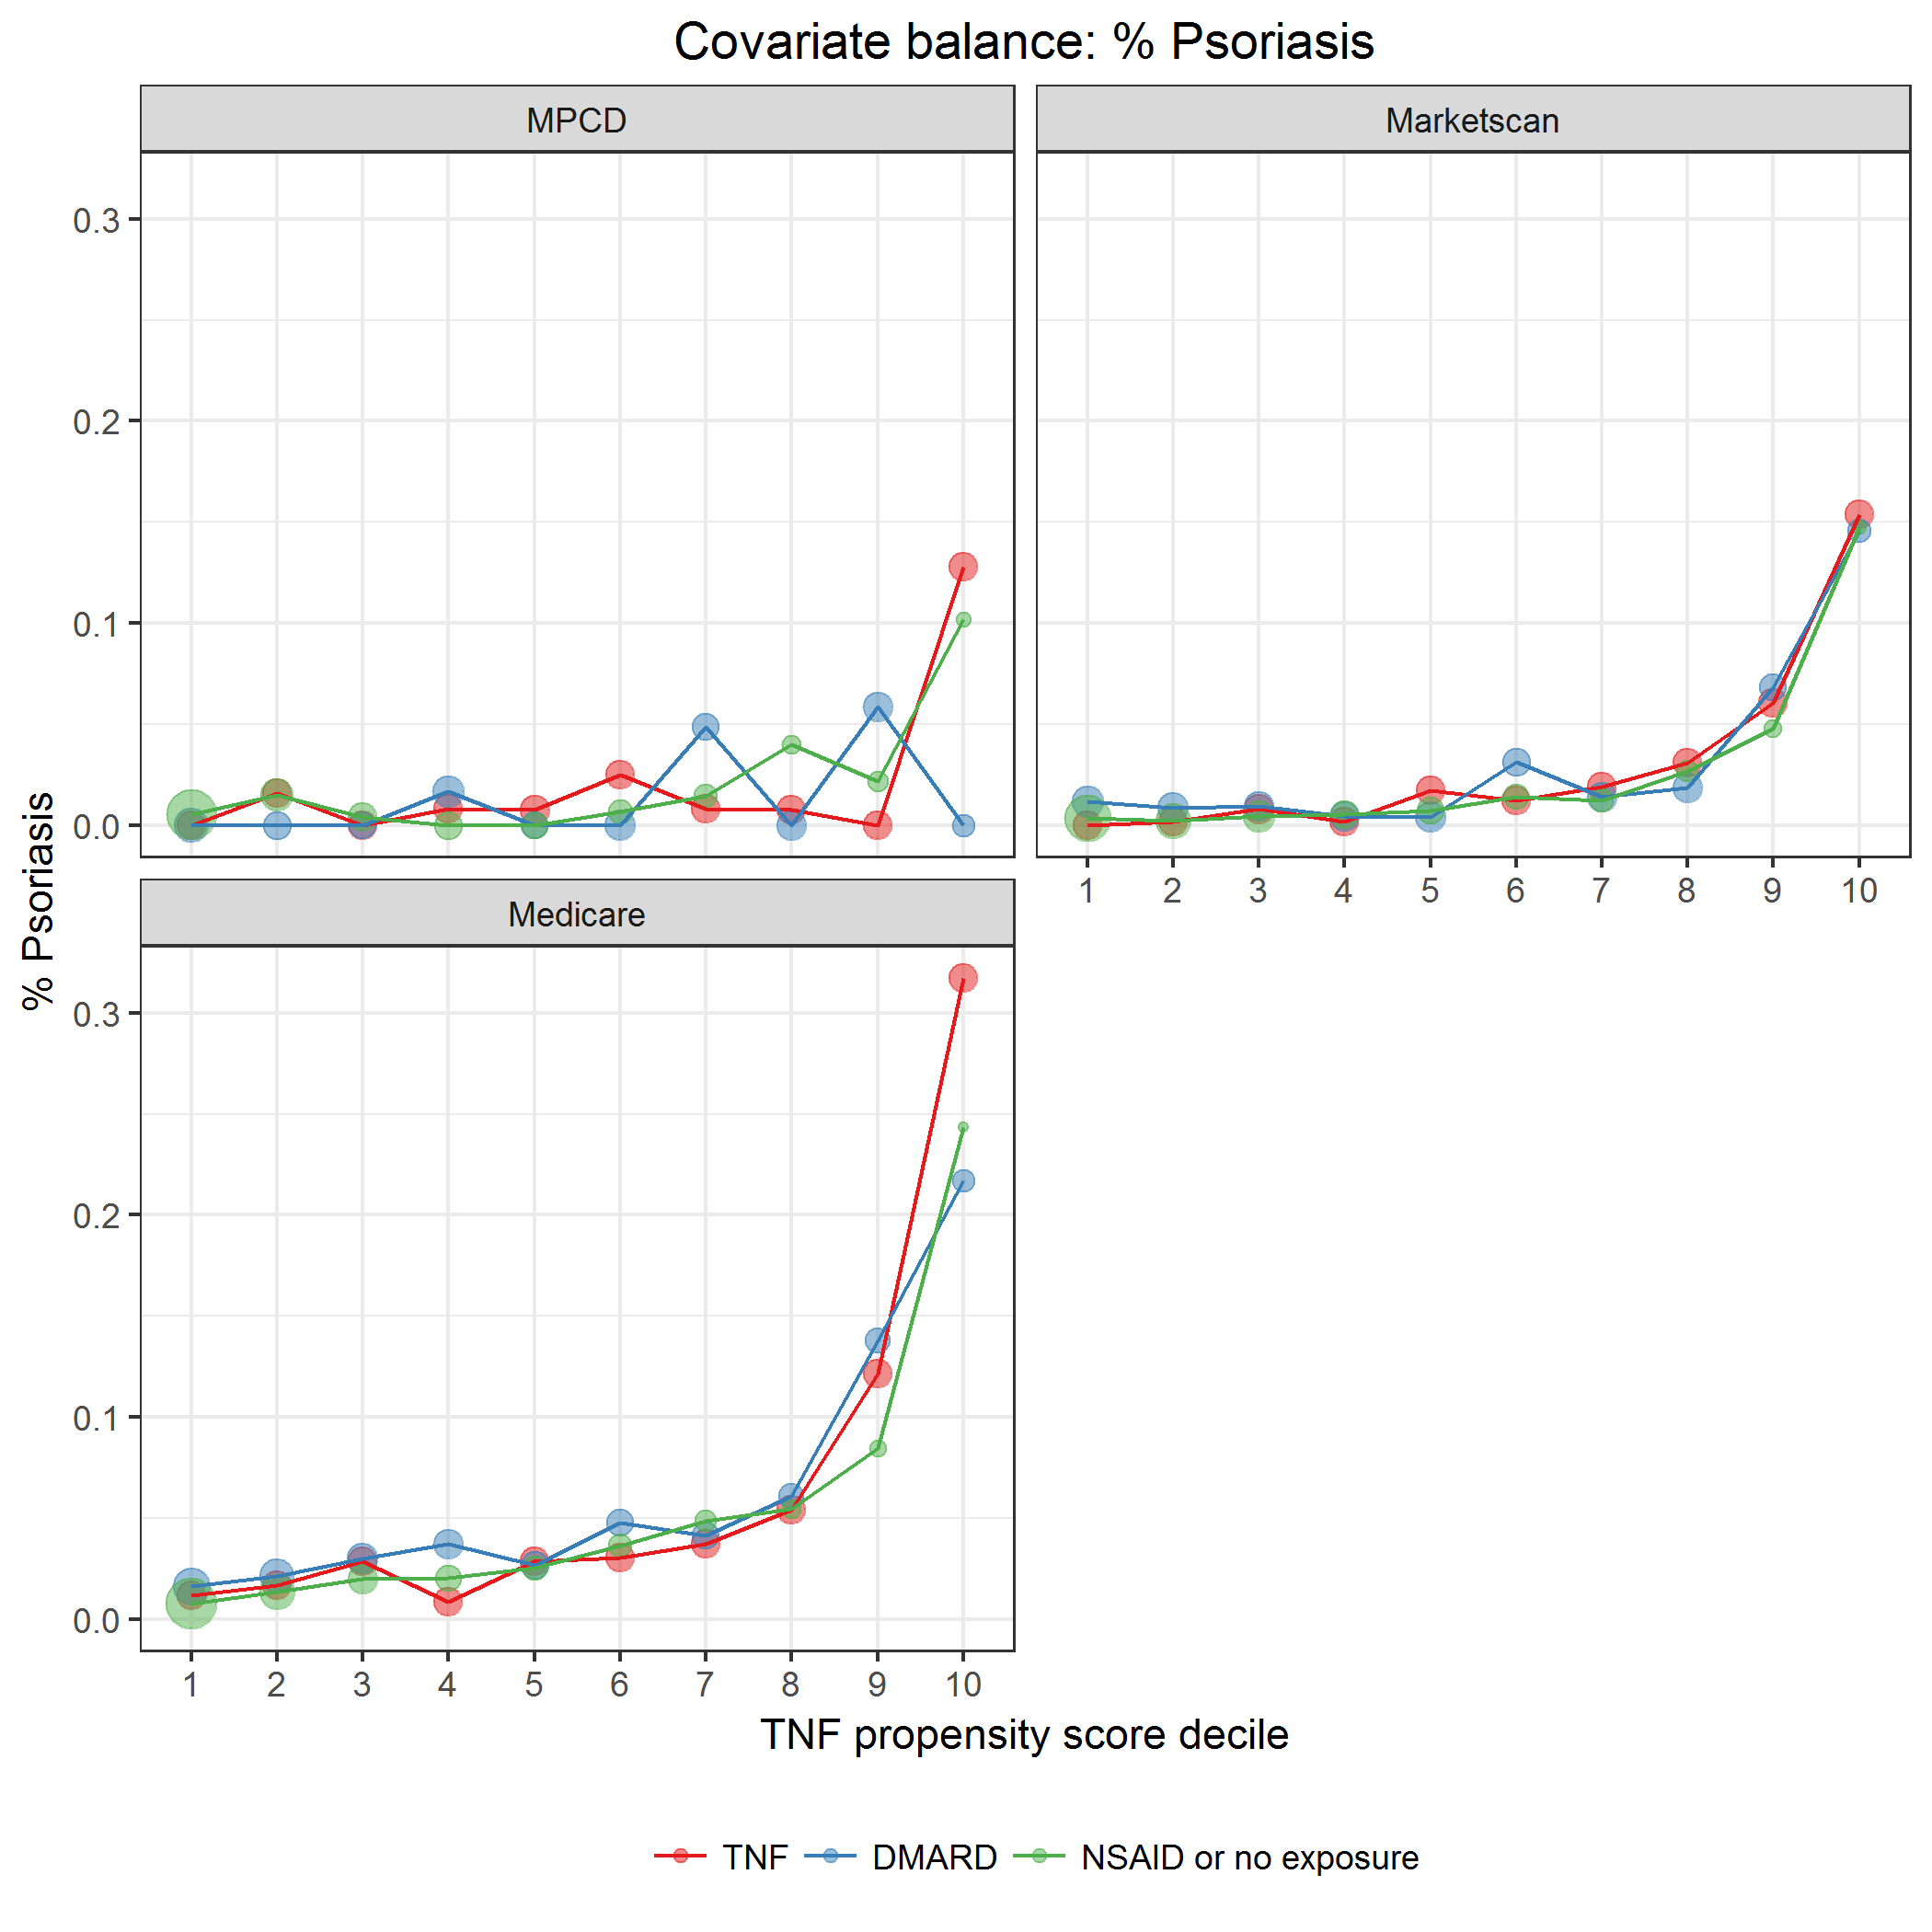 Covariate balance: % Psoriasis
MPCD
Marketscan
0.3
0.2
0.1
0.0
1 2 3 4 5 6 7 8 9 10
Medicare
% Psoriasis
0.3
0.2
0.1
0.0
1 2 3 4 5 6 7 8 9 10
TNF propensity score decile
TNF DMARD NSAID or no exposure